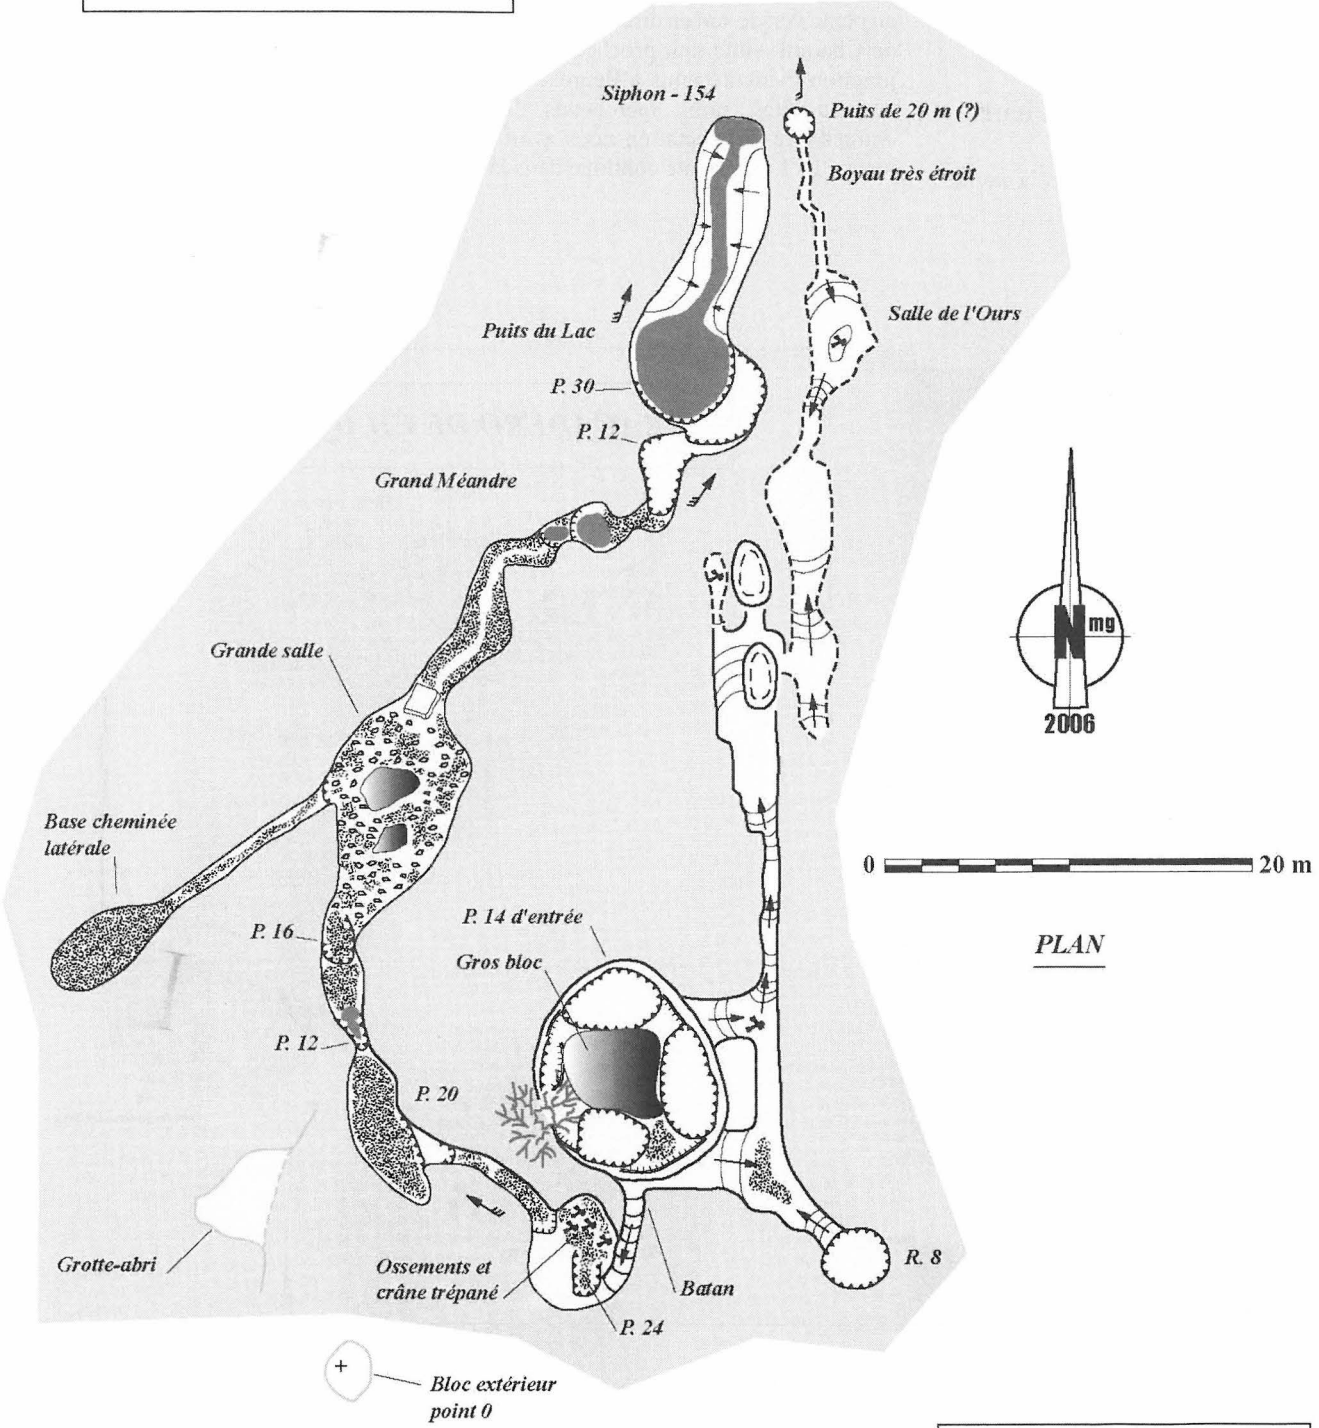 Siphon - 154
Puits de 20 m (?)
Boyau très étroit
Salle de l'Ours
Puits du Lac
P. 30
P. 12
Grand Méandre
N mg
2006
Grande salle
Base cheminée
latérale
0
20 m
P. 14 d'entrée
P. 16
Gros bloc
PLAN
P. 12
P. 20
Grotte-abri
Ossements et
crâne trépané
Batan
R. 8
P. 24
Bloc extérieur
point 0